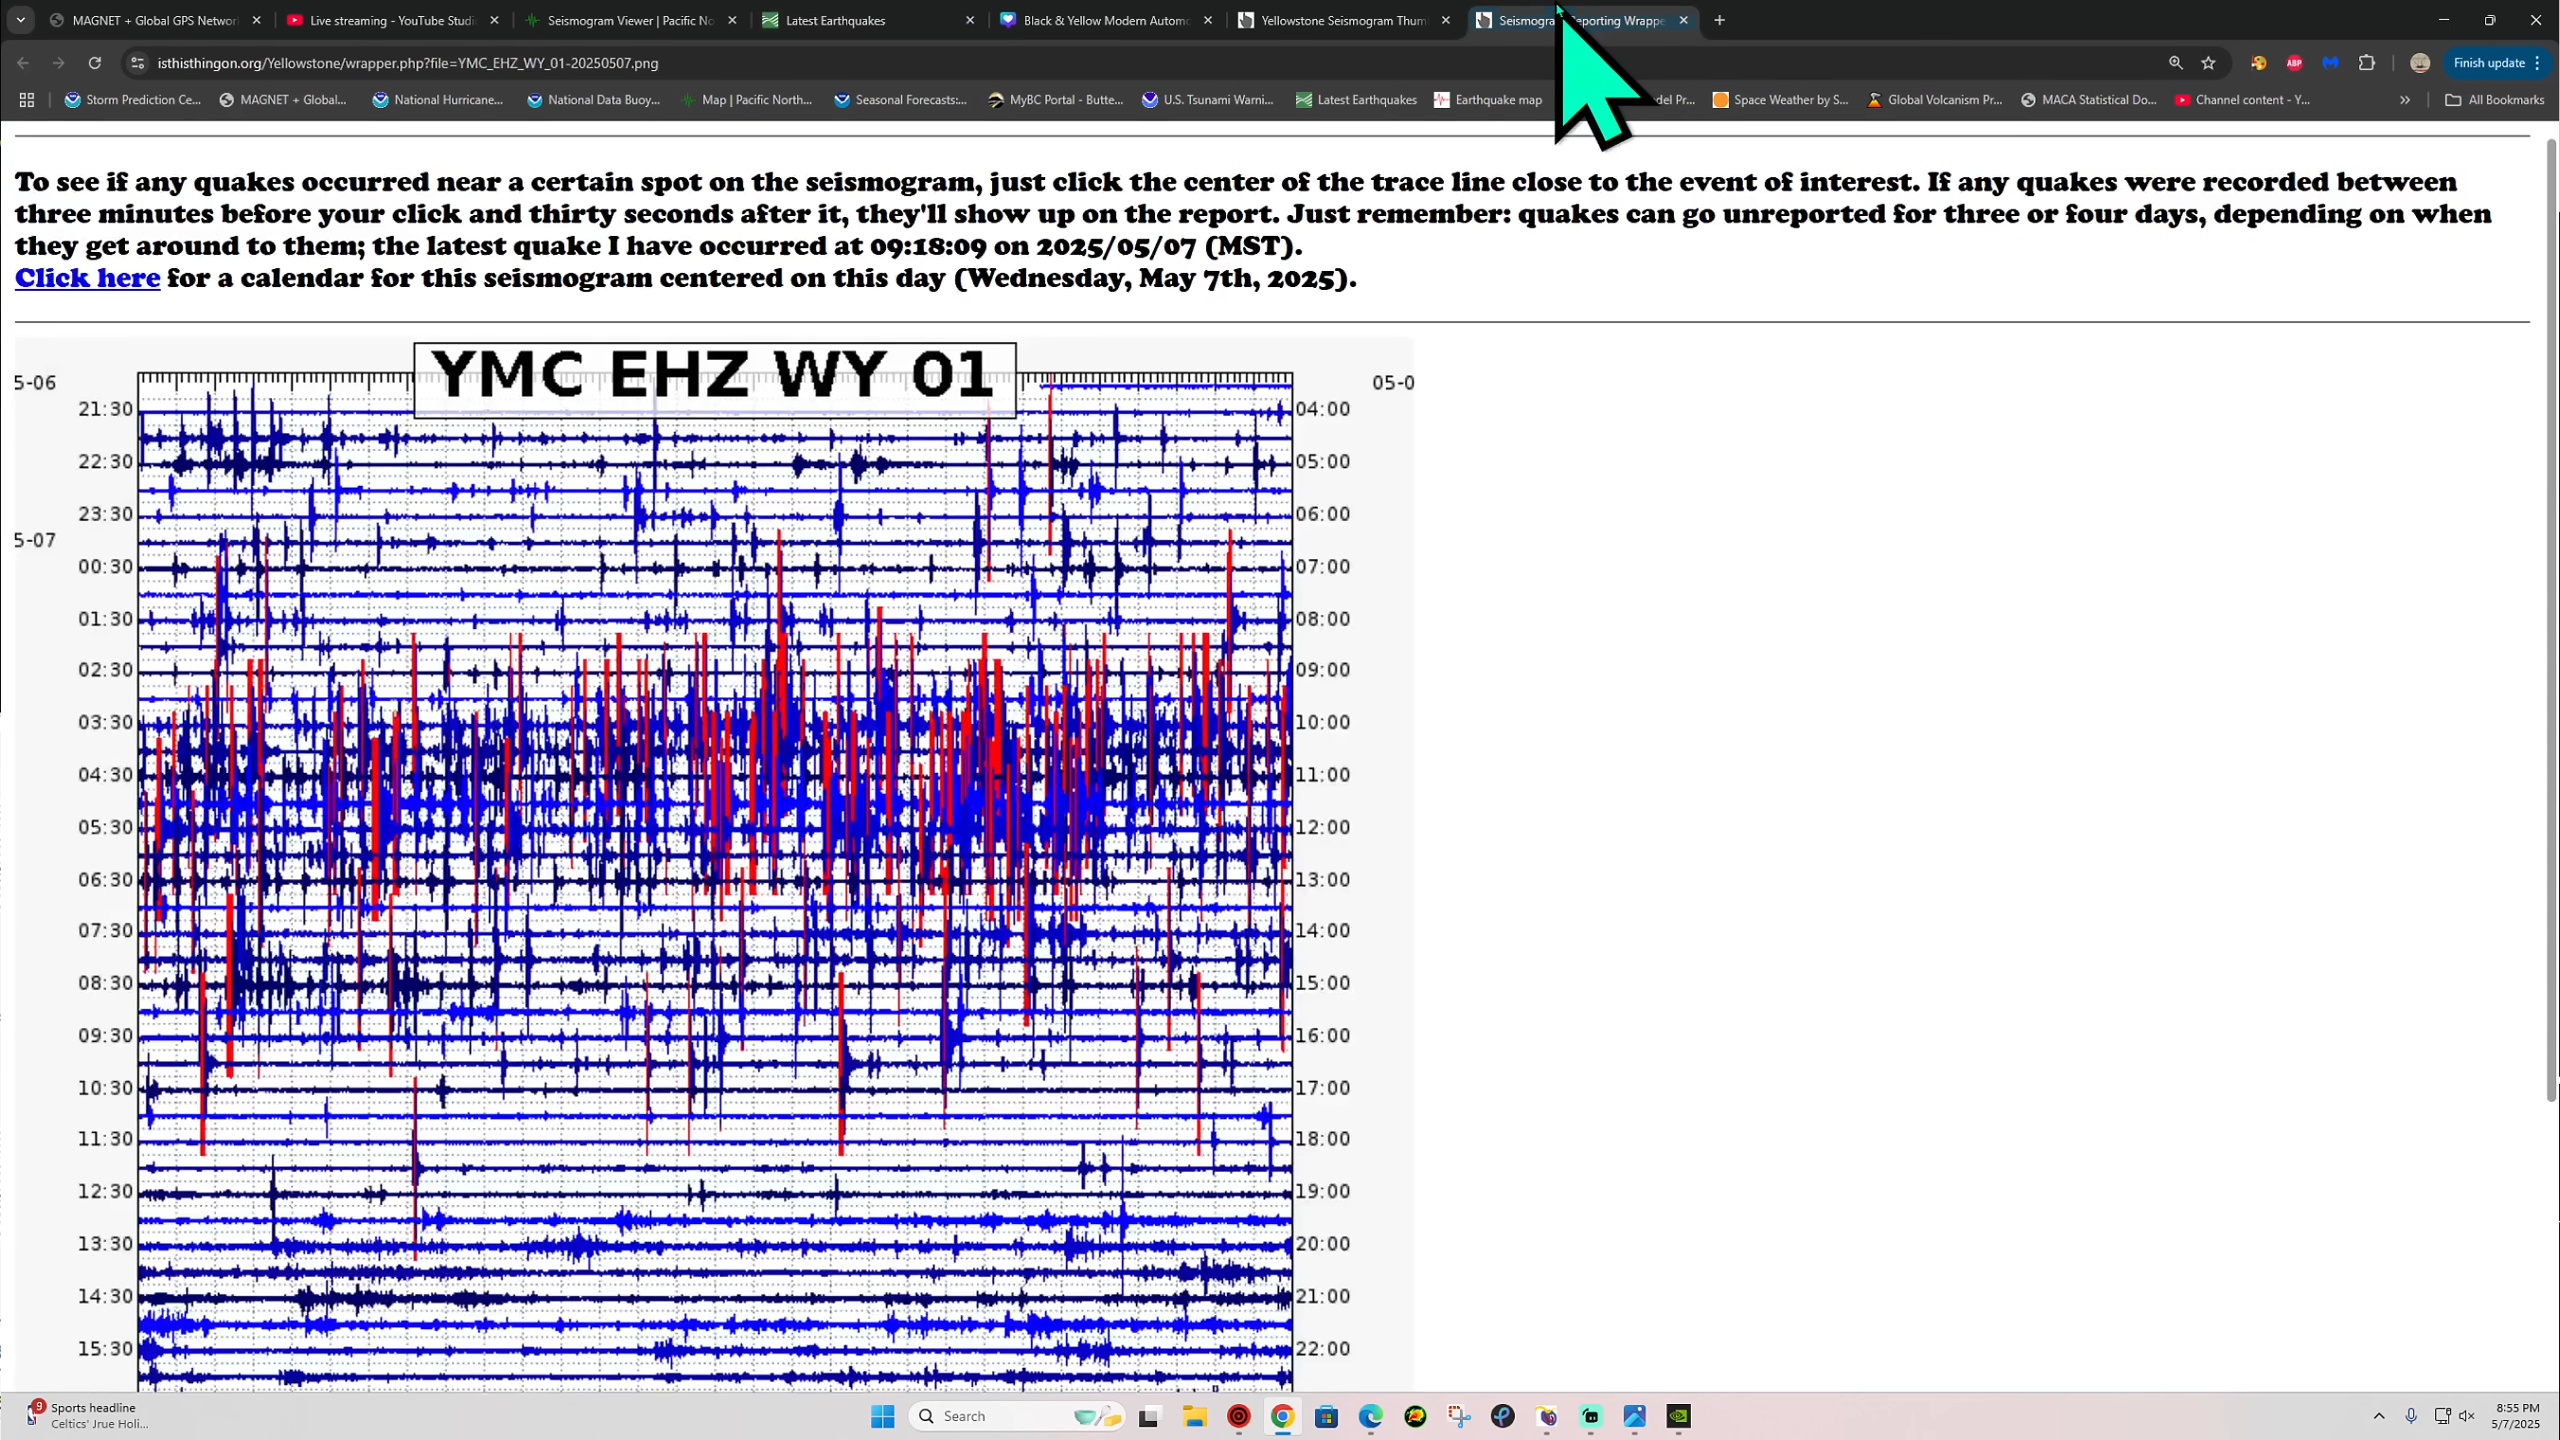 MAGNET + Global GPS Network
Live streaming - YouTube Studi
Seismogram Viewer | Pacific No
Latest Earthquakes
Black & Yellow Modern Automo
Yellowstone Seismogram Thum
Seismogra
eporting Wrappe
isthisthingon.org/Yellowstone/wrapper.php?file=YMC_EHZ_WY_01-20250507.png
ABP
Finish update
Storm Prediction Ce...
MAGNET + Global...
National Hurricane...
National Data Buoy...
Map | Pacific North...
Seasonal Forecasts:...
MyBC Portal - Butte...
U.S. Tsunami Warni...
Latest Earthquakes
Earthquake map
del Pr...
Space Weather by S...
Global Volcanism Pr...
MACA Statistical Do...
Channel content - Y...
All Bookmarks
To see if any quakes occurred near a certain spot on the seismogram, just click the center of the trace line close to the event of interest. If any quakes were recorded between
three minutes before your click and thirty seconds after it, they'll show up on the report. Just remember: quakes can go unreported for three or four days, depending on when
they get around to them; the latest quake I have occurred at 09:18:09 on 2025/05/07 (MST).
Click here for a calendar for this seismogram centered on this day (Wednesday, May 7th, 2025).
YMC EHZ WY 01
5-06
05-0
21:30
04:00
22:30
05:00
23:30
06:00
5-07
00:30
07:00
01:30
08:00
02:30
09:00
03:30
10:00
04:30
11:00
05:30
12:00
06:30
13:00
07:30
14:00
08:30
15:00
09:30
16:00
10:30
17:00
11:30
18:00
12:30
19:00
13:30
20:00
14:30
21:00
15:30
22:00
9
Sports headline
Celtics' Jrue Holi...
Search
8:55 PM
5/7/2025